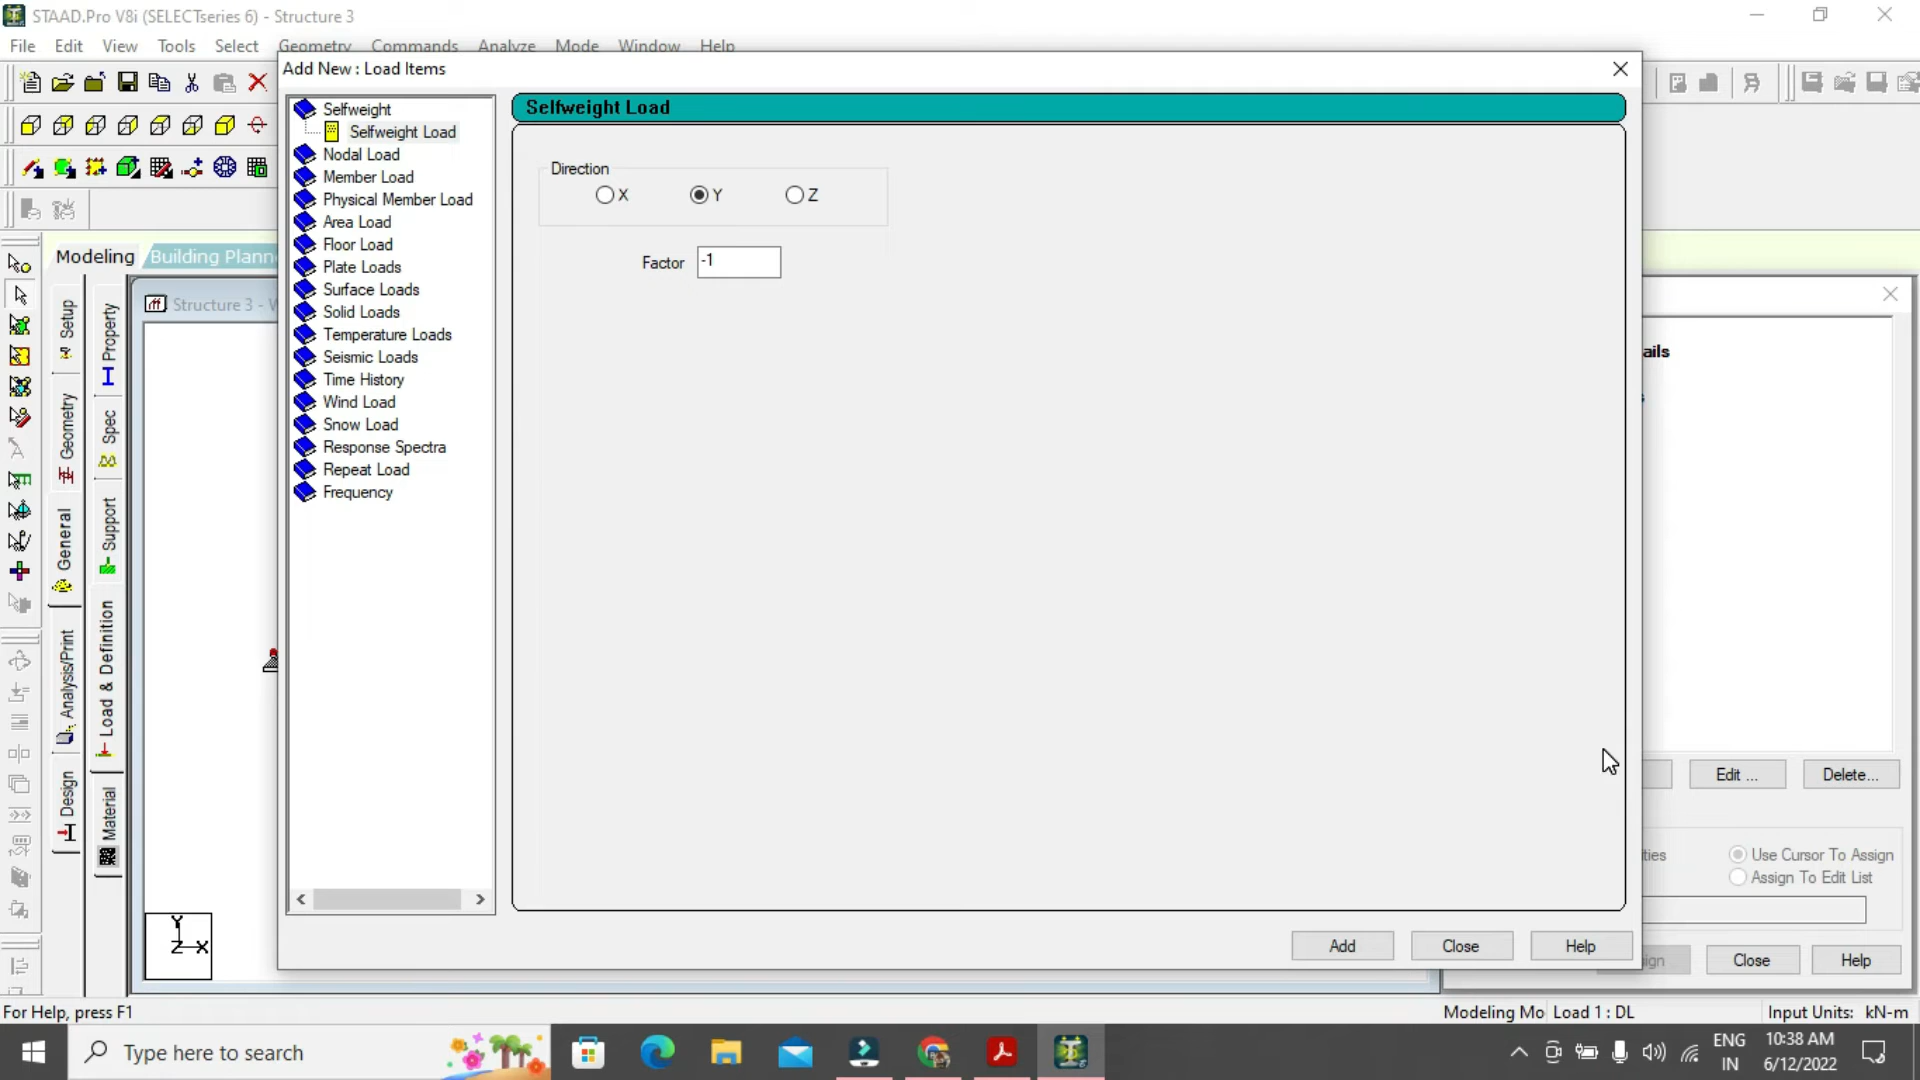 STAAD.Pro V8i (SELECTseries 6) - Structure 3
File Edit View Tools Select Geometry Commands Analyze Mode Window Help
Add New : Load Items
Selfweight
Selfweight Load
Nodal Load
Member Load
Physical Member Load
Area Load
Floor Load
Plate Loads
Surface Loads
Solid Loads
Temperature Loads
Seismic Loads
Time History
Wind Load
Snow Load
Response Spectra
Repeat Load
Frequency
Selfweight Load
Direction
X Y Z
Factor -1
Add Close Help
Modeling Building Plann
Structure 3 - W
Setup
Geometry
General
Analysis/Print
Design
Property
Spec
Support
Load & Definition
Material
Y
Z X
ails
Edit ... Delete...
ities Use Cursor To Assign
Assign To Edit List
ign Close Help
For Help, press F1
Modeling Mo Load 1 : DL Input Units: kN-m
Type here to search
ENG
IN
10:38 AM
6/12/2022